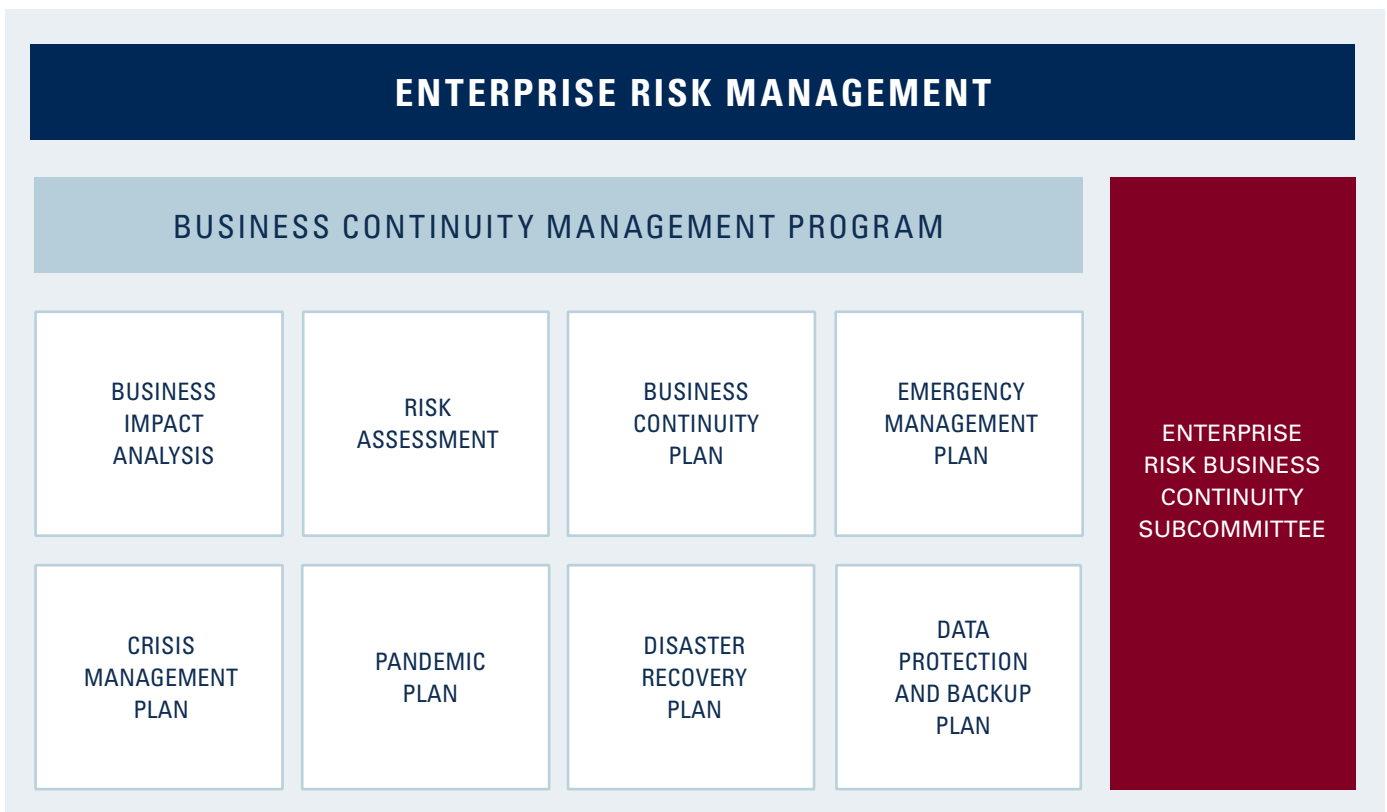 ENTERPRISE RISK MANAGEMENT
BUSINESS CONTINUITY MANAGEMENT PROGRAM
BUSINESS
IMPACT
ANALYSIS
RISK
ASSESSMENT
BUSINESS
CONTINUITY
PLAN
EMERGENCY
MANAGEMENT
PLAN
CRISIS
MANAGEMENT
PLAN
PANDEMIC
PLAN
DISASTER
RECOVERY
PLAN
DATA
PROTECTION
AND BACKUP
PLAN
ENTERPRISE
RISK BUSINESS
CONTINUITY
SUBCOMMITTEE